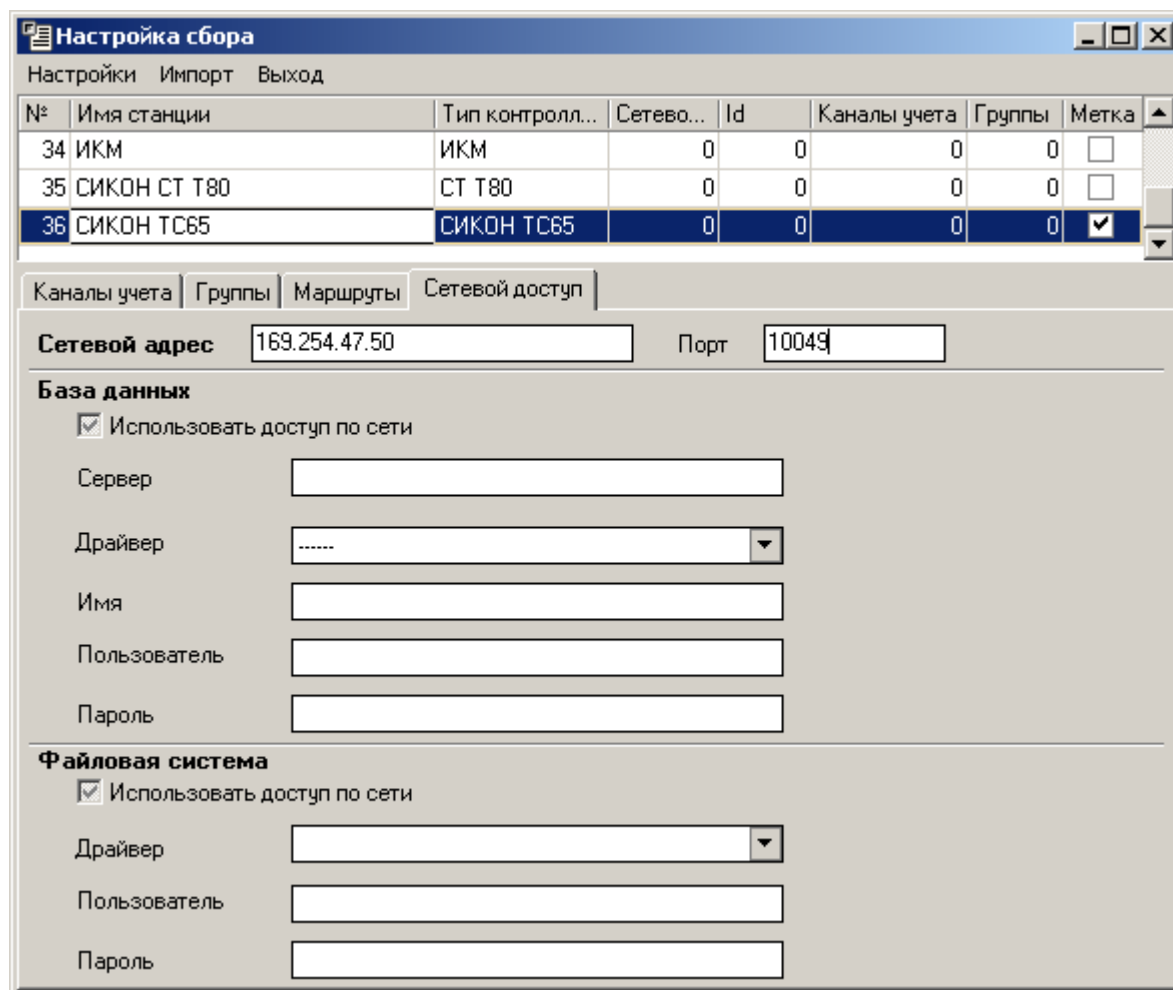 Настройка сбора
Настройки Импорт Выход
№ Имя станции Тип контролл... Сетево... Id Каналы учета Группы Метка
34 ИКМ ИКМ 0 0 0 0
35 СИКОН СТ Т80 СТ Т80 0 0 0 0
36 СИКОН ТС65 СИКОН ТС65 0 0 0 0
Каналы учета Группы Маршруты Сетевой доступ
Сетевой адрес 169.254.47.50 Порт 10049
База данных
Использовать доступ по сети
Сервер
Драйвер ------
Имя
Пользователь
Пароль
Файловая система
Использовать доступ по сети
Драйвер
Пользователь
Пароль